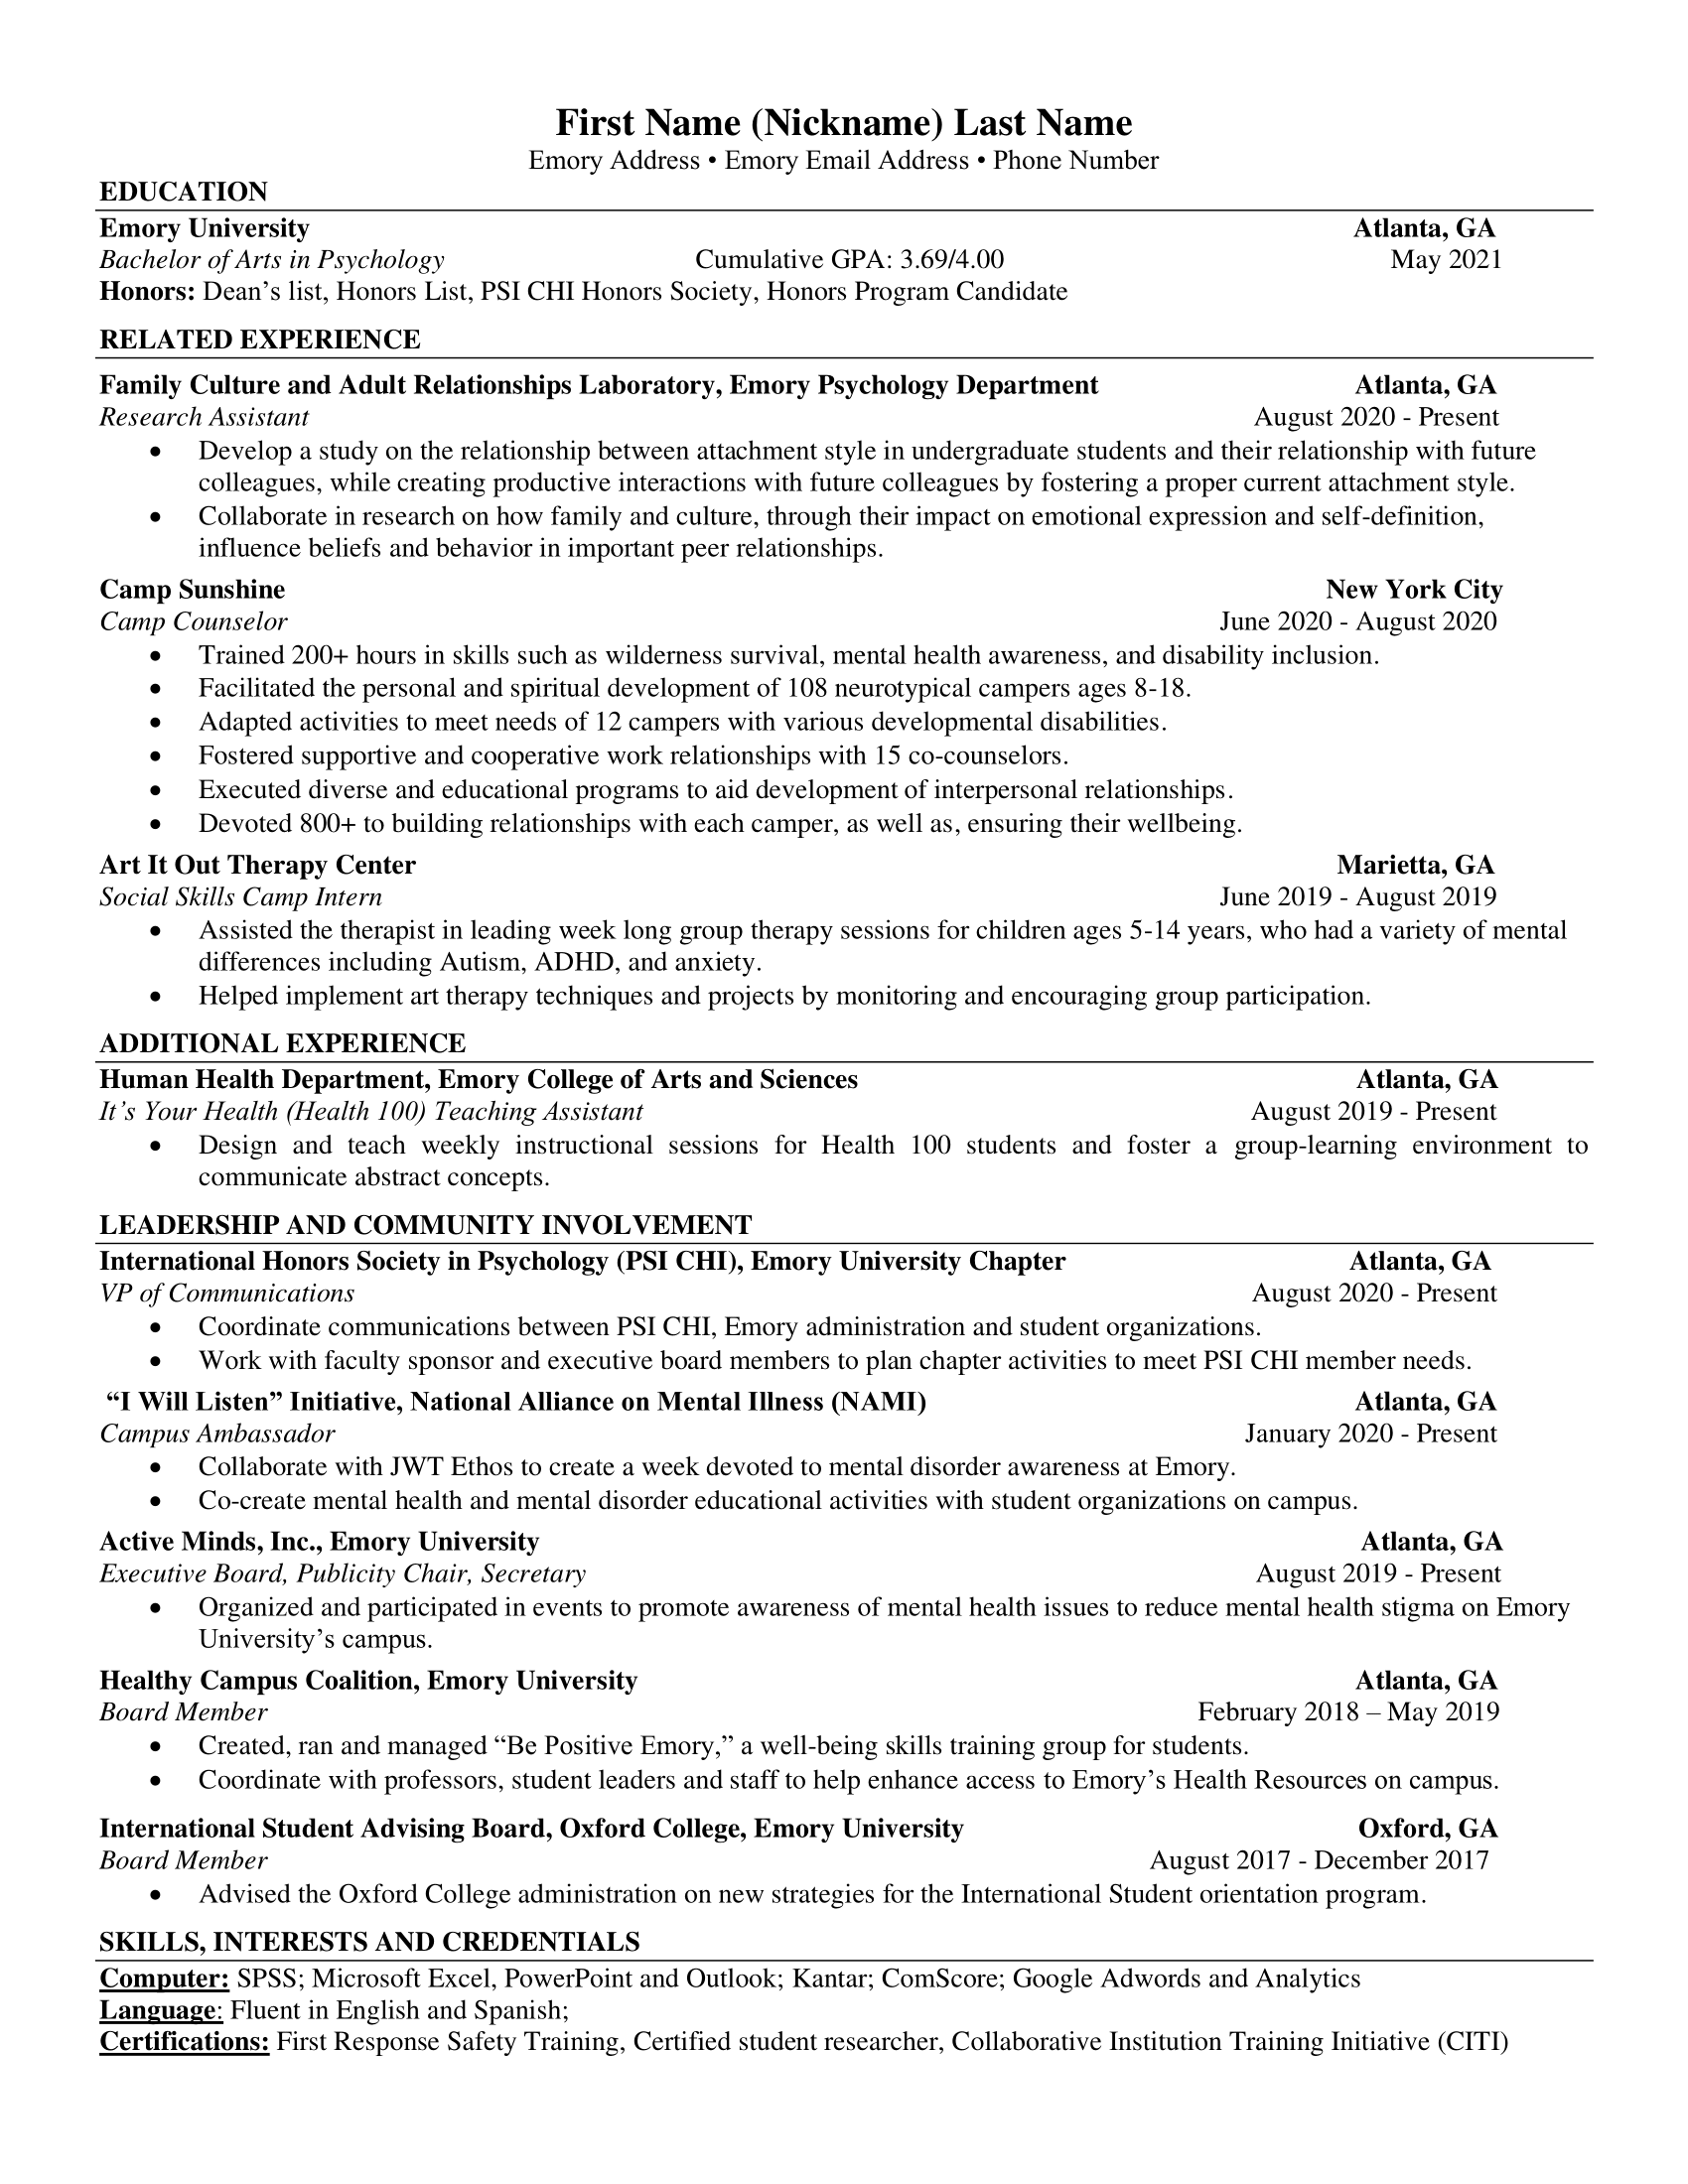 First Name (Nickname) Last Name
Emory Address • Emory Email Address • Phone Number
EDUCATION
Emory University Atlanta, GA
Bachelor of Arts in Psychology Cumulative GPA: 3.69/4.00 May 2021
Honors: Dean’s list, Honors List, PSI CHI Honors Society, Honors Program Candidate
RELATED EXPERIENCE
Family Culture and Adult Relationships Laboratory, Emory Psychology Department Atlanta, GA
Research Assistant August 2020 - Present
• Develop a study on the relationship between attachment style in undergraduate students and their relationship with future
colleagues, while creating productive interactions with future colleagues by fostering a proper current attachment style.
• Collaborate in research on how family and culture, through their impact on emotional expression and self-definition,
influence beliefs and behavior in important peer relationships.
Camp Sunshine New York City
Camp Counselor June 2020 - August 2020
• Trained 200+ hours in skills such as wilderness survival, mental health awareness, and disability inclusion.
• Facilitated the personal and spiritual development of 108 neurotypical campers ages 8-18.
• Adapted activities to meet needs of 12 campers with various developmental disabilities.
• Fostered supportive and cooperative work relationships with 15 co-counselors.
• Executed diverse and educational programs to aid development of interpersonal relationships.
• Devoted 800+ to building relationships with each camper, as well as, ensuring their wellbeing.
Art It Out Therapy Center Marietta, GA
Social Skills Camp Intern June 2019 - August 2019
• Assisted the therapist in leading week long group therapy sessions for children ages 5-14 years, who had a variety of mental
differences including Autism, ADHD, and anxiety.
• Helped implement art therapy techniques and projects by monitoring and encouraging group participation.
ADDITIONAL EXPERIENCE
Human Health Department, Emory College of Arts and Sciences Atlanta, GA
It’s Your Health (Health 100) Teaching Assistant August 2019 - Present
• Design and teach weekly instructional sessions for Health 100 students and foster a group-learning environment to
communicate abstract concepts.
LEADERSHIP AND COMMUNITY INVOLVEMENT
International Honors Society in Psychology (PSI CHI), Emory University Chapter Atlanta, GA
VP of Communications August 2020 - Present
• Coordinate communications between PSI CHI, Emory administration and student organizations.
• Work with faculty sponsor and executive board members to plan chapter activities to meet PSI CHI member needs.
“I Will Listen” Initiative, National Alliance on Mental Illness (NAMI) Atlanta, GA
Campus Ambassador January 2020 - Present
• Collaborate with JWT Ethos to create a week devoted to mental disorder awareness at Emory.
• Co-create mental health and mental disorder educational activities with student organizations on campus.
Active Minds, Inc., Emory University Atlanta, GA
Executive Board, Publicity Chair, Secretary August 2019 - Present
• Organized and participated in events to promote awareness of mental health issues to reduce mental health stigma on Emory
University’s campus.
Healthy Campus Coalition, Emory University Atlanta, GA
Board Member February 2018 – May 2019
• Created, ran and managed “Be Positive Emory,” a well-being skills training group for students.
• Coordinate with professors, student leaders and staff to help enhance access to Emory’s Health Resources on campus.
International Student Advising Board, Oxford College, Emory University Oxford, GA
Board Member August 2017 - December 2017
• Advised the Oxford College administration on new strategies for the International Student orientation program.
SKILLS, INTERESTS AND CREDENTIALS
Computer: SPSS; Microsoft Excel, PowerPoint and Outlook; Kantar; ComScore; Google Adwords and Analytics
Language: Fluent in English and Spanish;
Certifications: First Response Safety Training, Certified student researcher, Collaborative Institution Training Initiative (CITI)